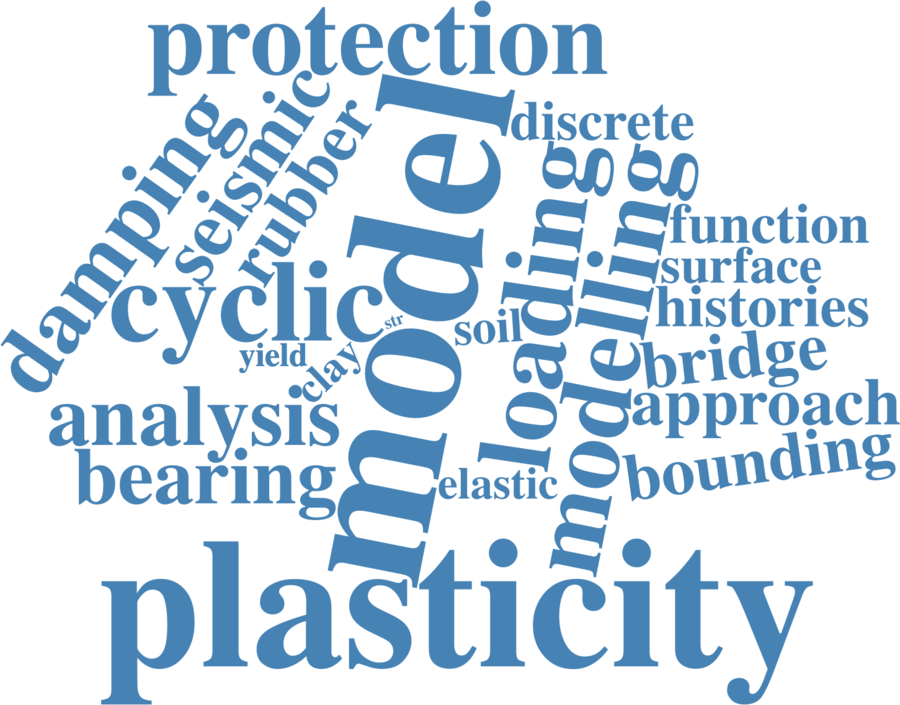 protection
discrete
damping
seismic
rubber
model
loading
modelling
function
surface
histories
cyclic
str
soil
yield
clay
bridge
approach
analysis
bounding
bearing
elastic
plasticity